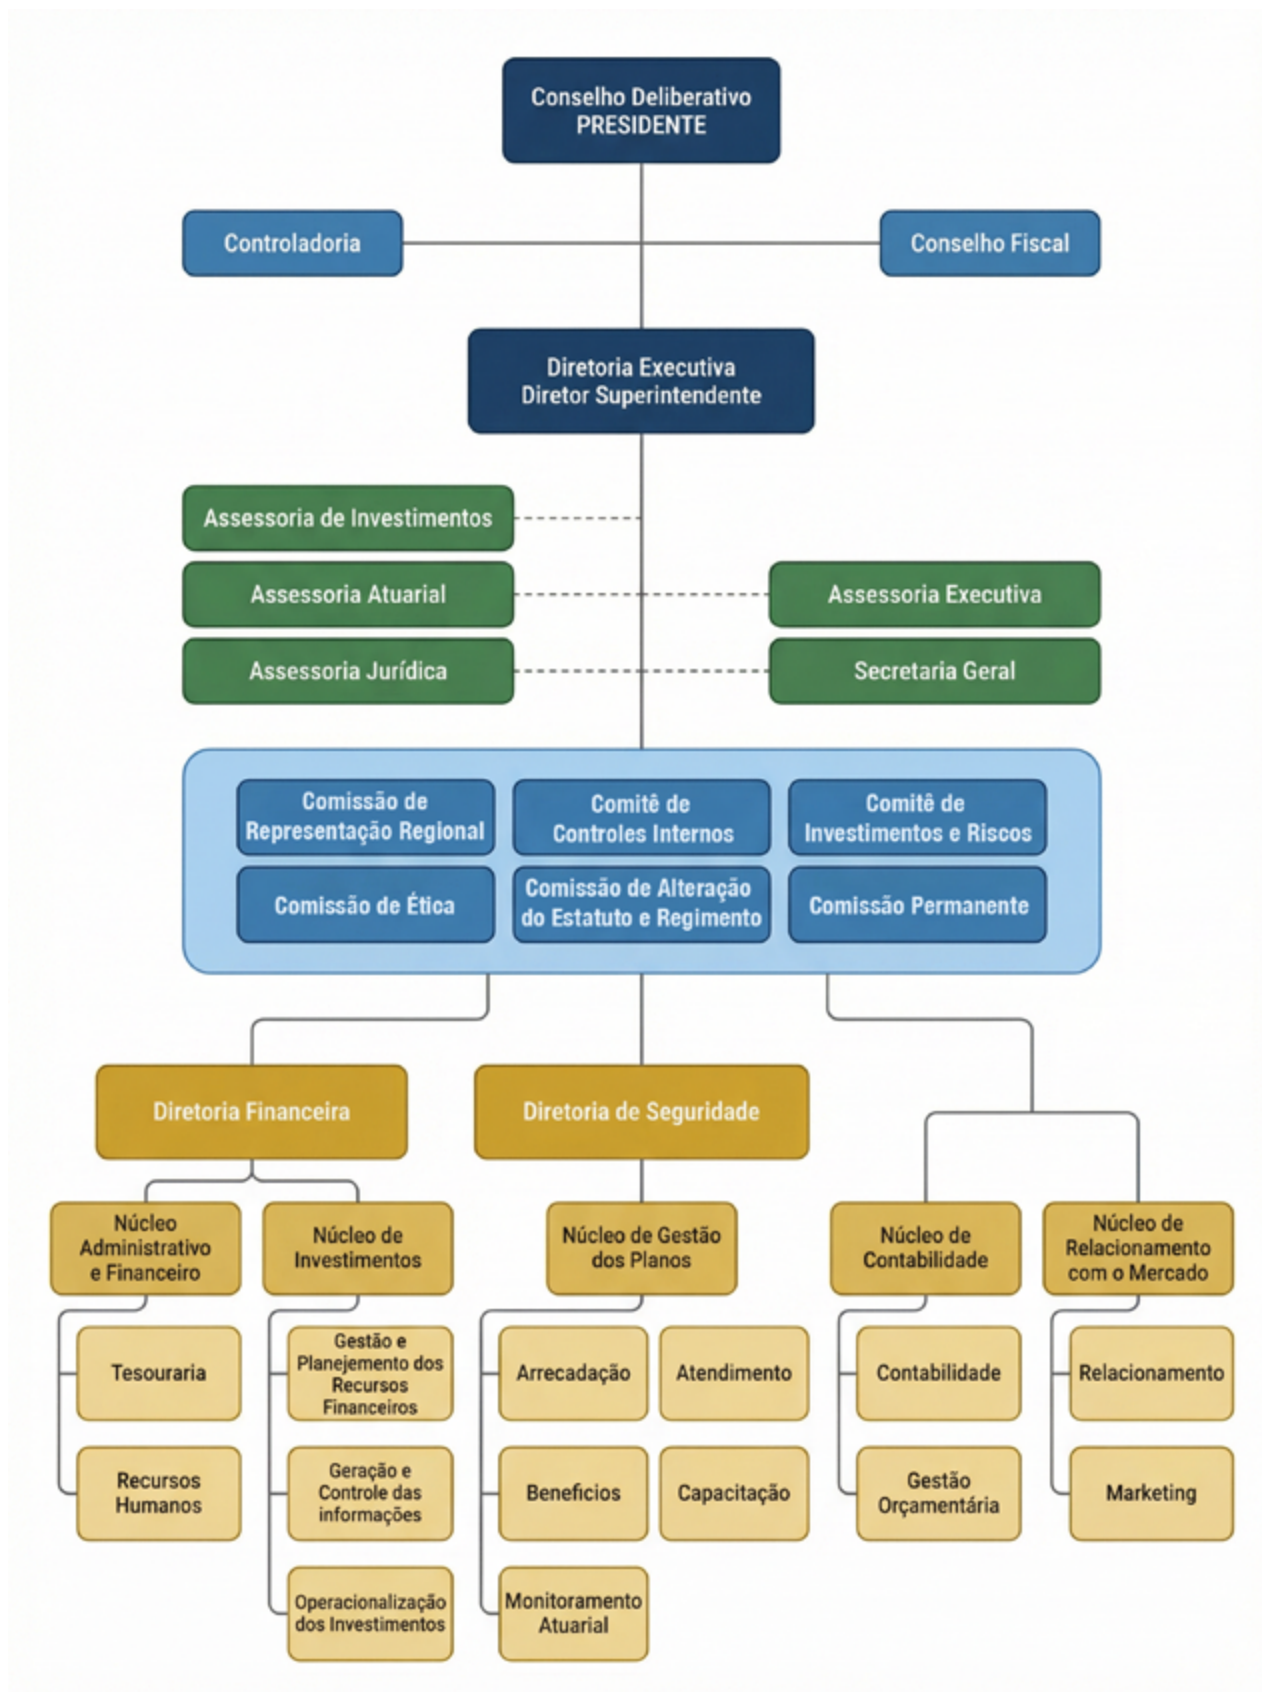 Conselho Deliberativo
PRESIDENTE
Controladoria
Conselho Fiscal
Diretoria Executiva
Diretor Superintendente
Assessoria de Investimentos
Assessoria Atuarial
Assessoria Executiva
Assessoria Jurídica
Secretaria Geral
Comissão de
Representação Regional
Comitê de
Controles Internos
Comitê de
Investimentos e Riscos
Comissão de Ética
Comissão de Alteração
do Estatuto e Regimento
Comissão Permanente
Diretoria Financeira
Diretoria de Seguridade
Núcleo
Administrativo
e Financeiro
Núcleo de
Investimentos
Núcleo de Gestão
dos Planos
Núcleo de
Contabilidade
Núcleo de
Relacionamento
com o Mercado
Tesouraria
Gestão e
Planejemento dos
Recursos
Financeiros
Arrecadação
Atendimento
Contabilidade
Relacionamento
Recursos
Humanos
Geração e
Controle das
informações
Beneficios
Capacitação
Gestão
Orçamentária
Marketing
Operacionalização
dos Investimentos
Monitoramento
Atuarial